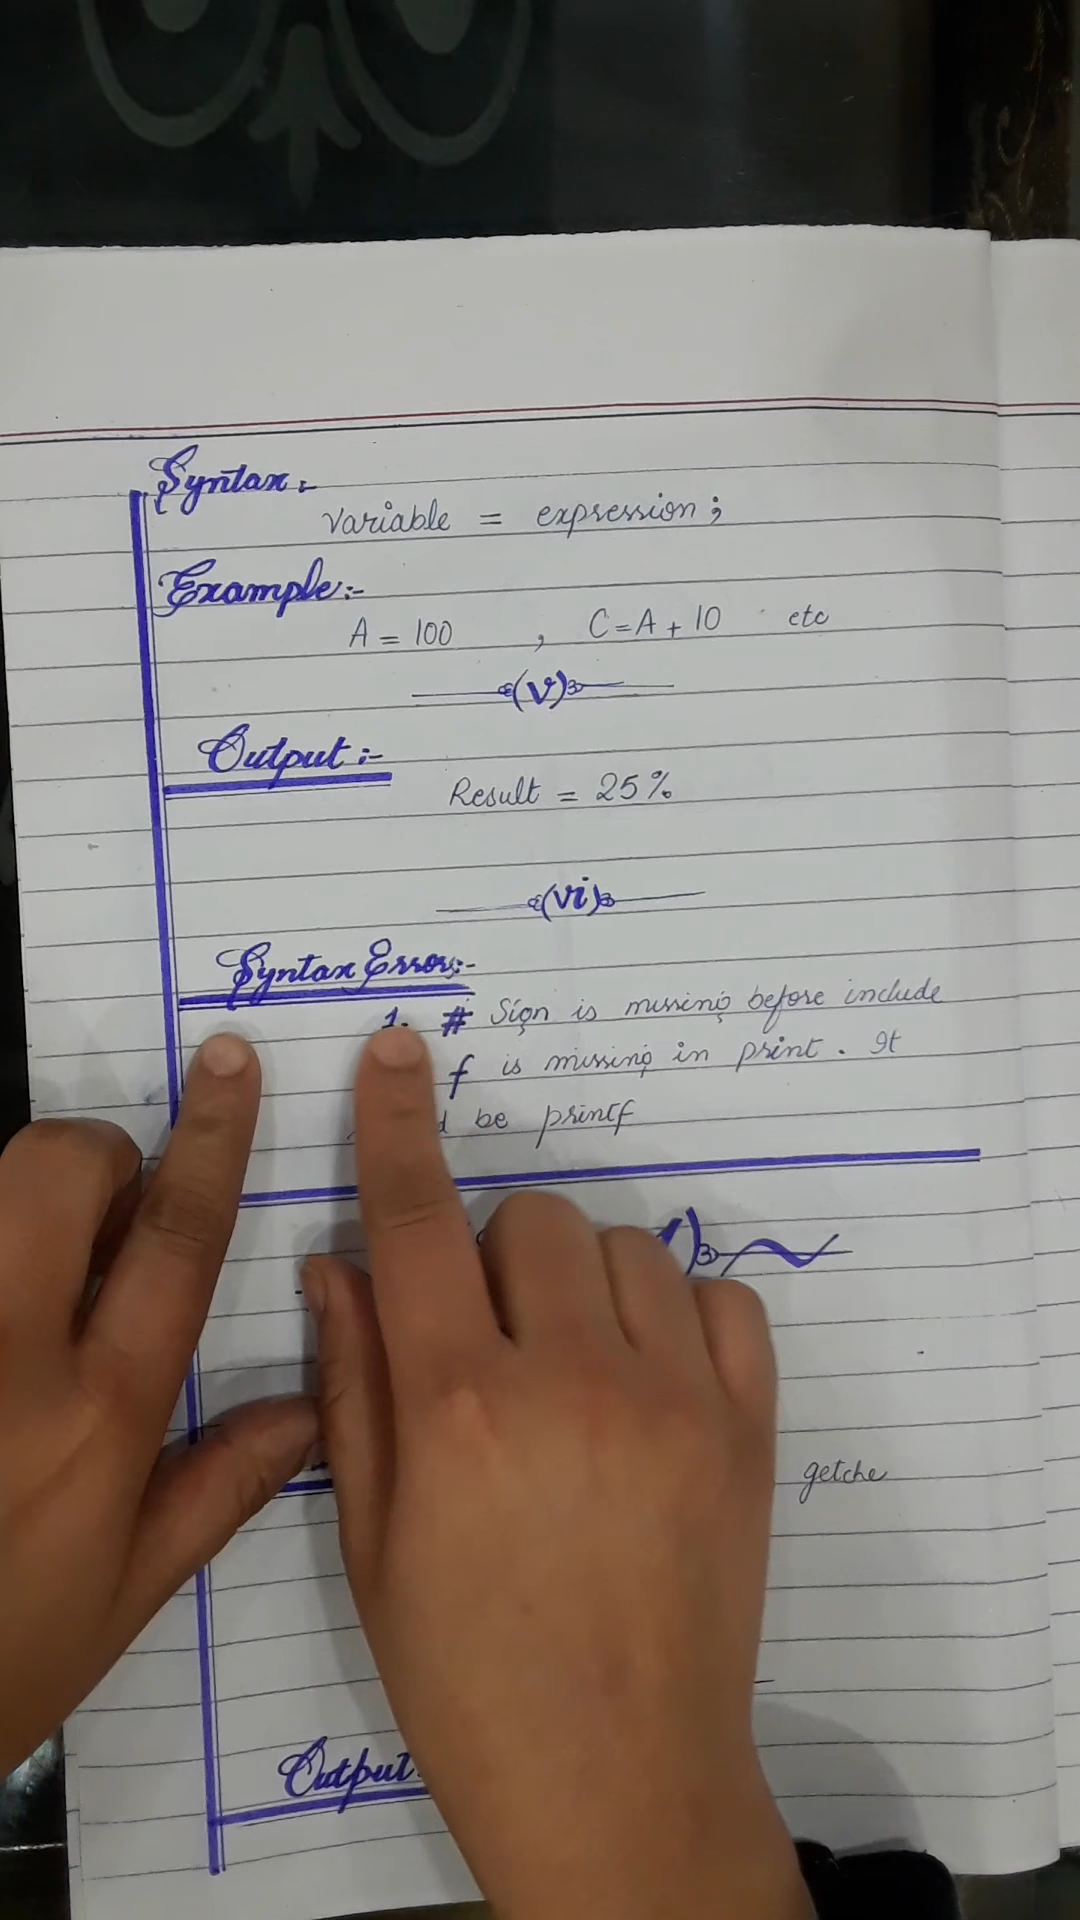 Syntax:-
variable = expression;
Example:-
A = 100 , C=A+10 etc
(V)
Output:-
Result = 25%
(vi)
Syntax Error:-
1. # Sign is missing before include
f is missing in print. It
be printf
getche
Output